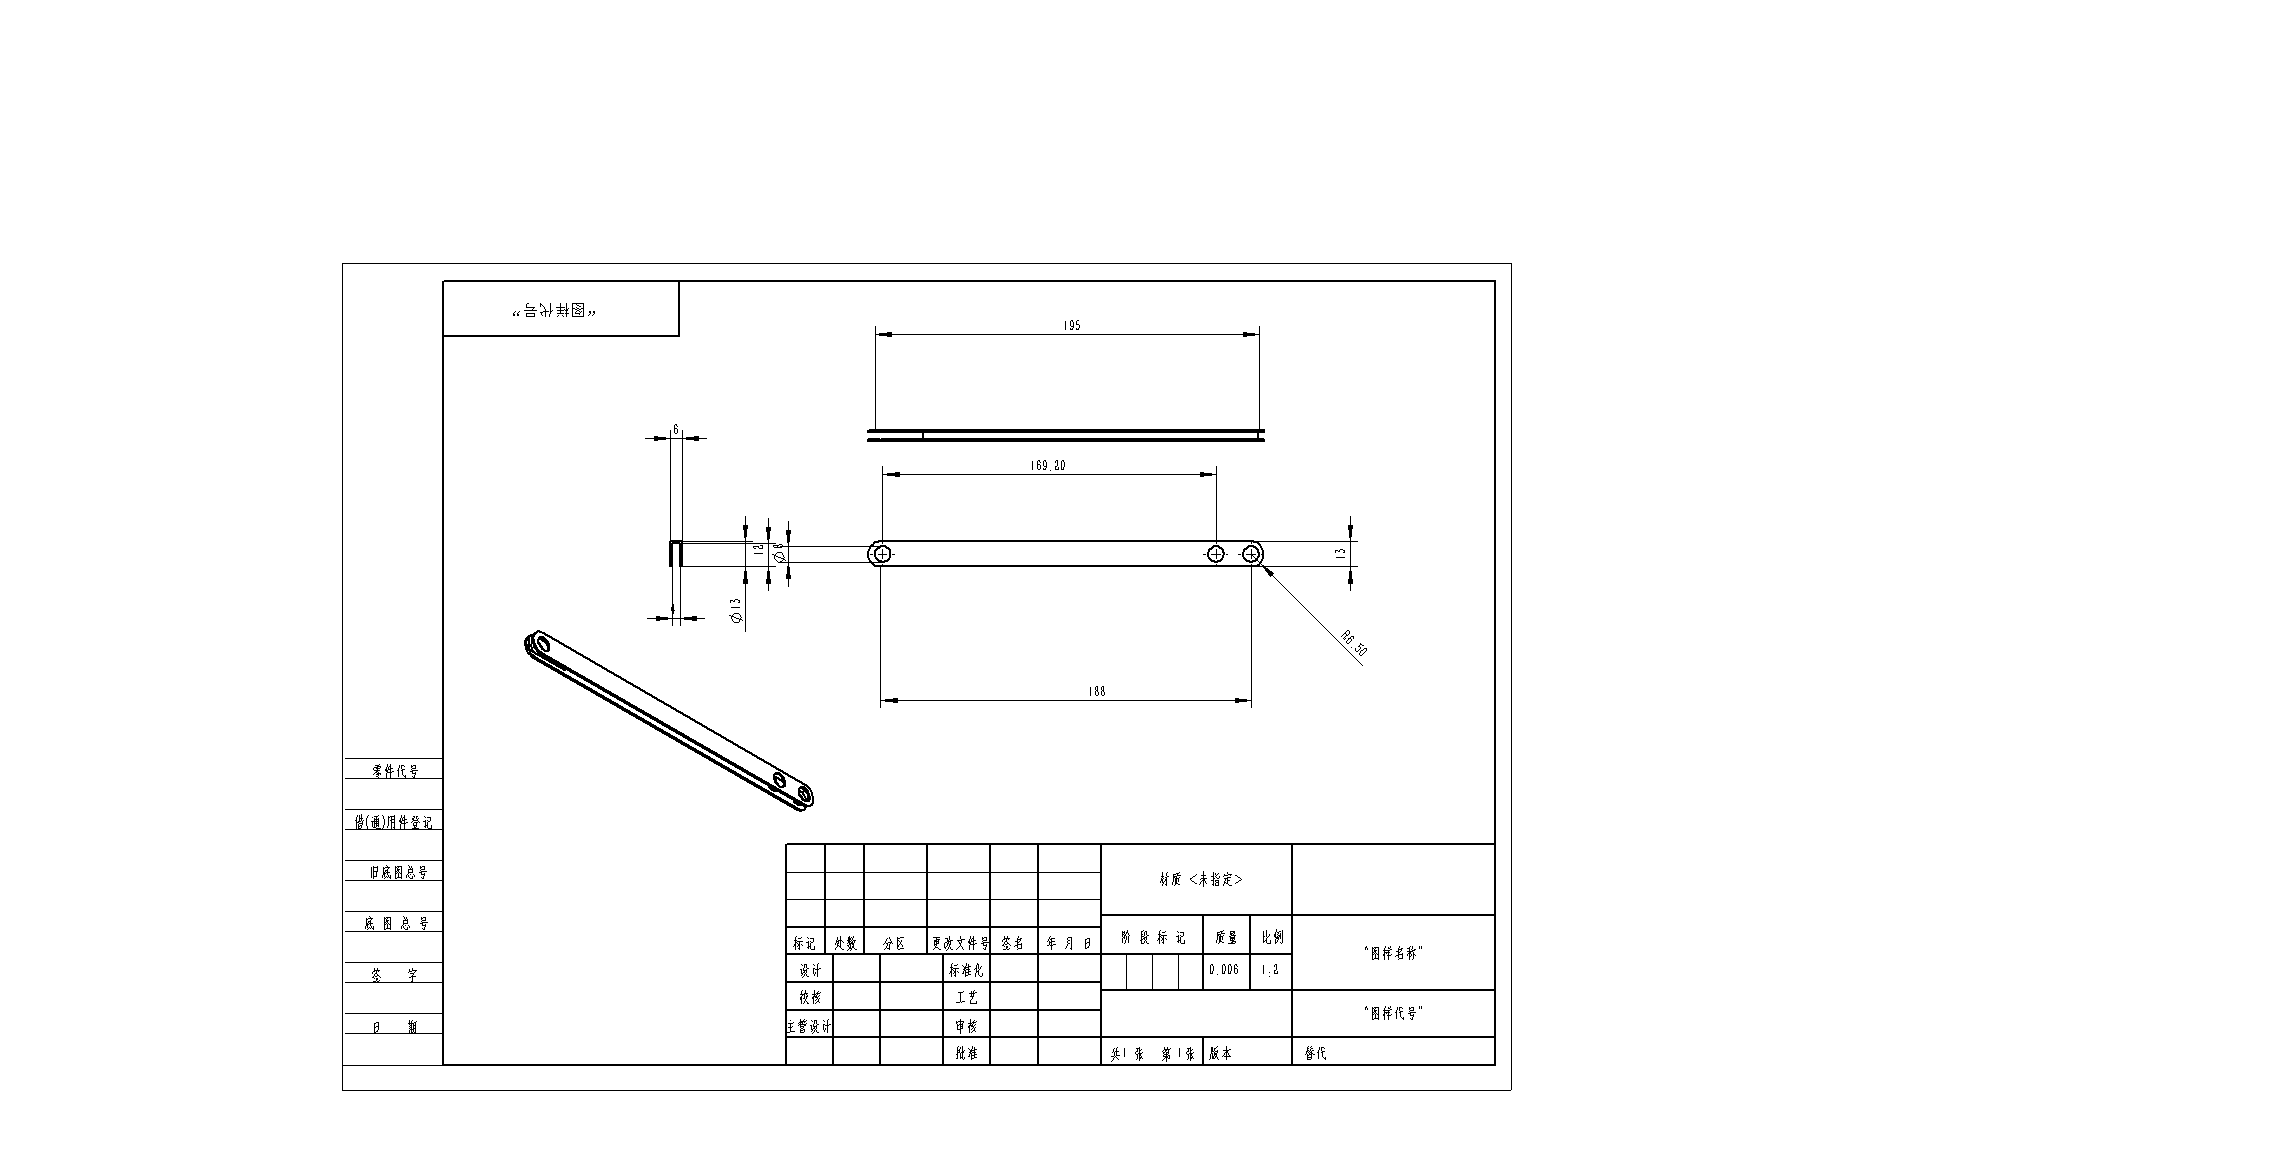 “图样代号”
195
6
169.20
12
∅8
13
∅13
4
R6.50
188
零件代号
借(通)用件登记
旧底图总号
底图总号
签字
日期
材质 <未指定>
标记 处数 分区 更改文件号 签名 年 月 日
阶段标记 质量 比例
"图样名称"
设计 标准化
0.006 1:2
校核 工艺
"图样代号"
主管设计 审核
批准
共1张 第1张 版本 替代